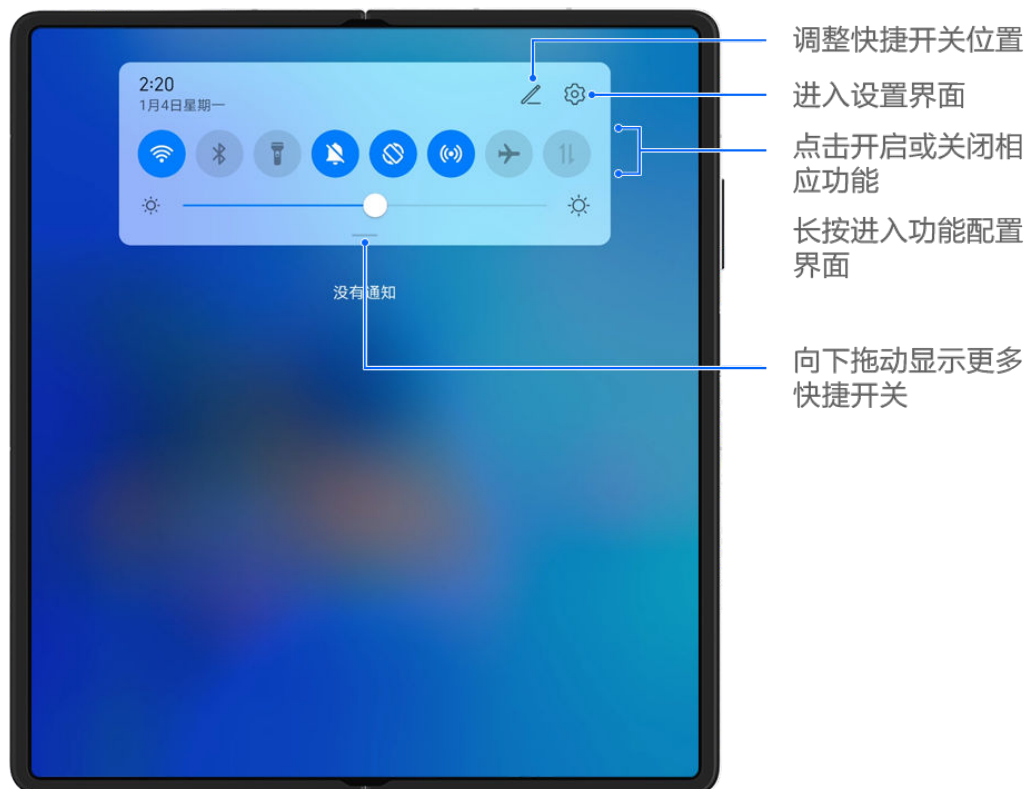 调整快捷开关位置
2:20
1月4日星期一
进入设置界面
点击开启或关闭相
应功能
长按进入功能配置
界面
没有通知
向下拖动显示更多
快捷开关